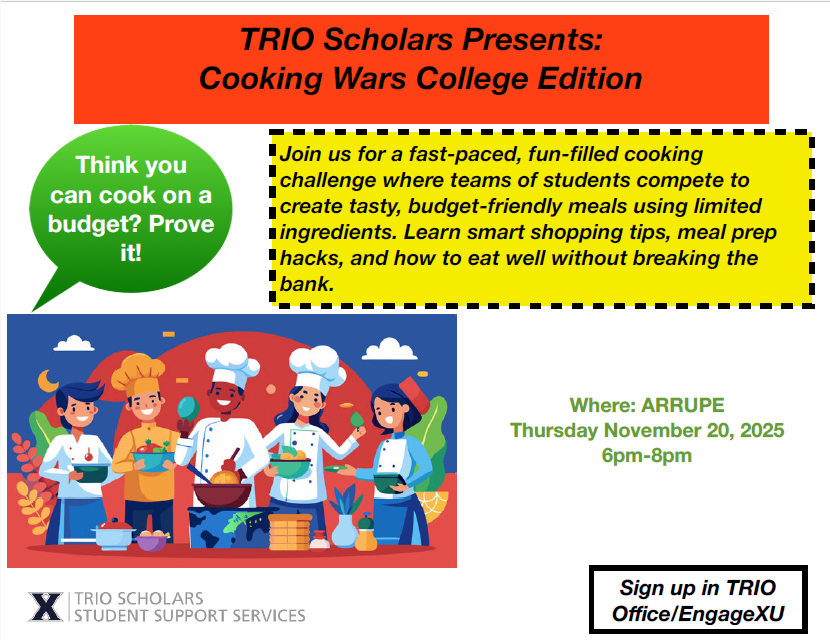 TRIO Scholars Presents:
Cooking Wars College Edition
Think you
can cook on a
budget? Prove
it!
Join us for a fast-paced, fun-filled cooking
challenge where teams of students compete to
create tasty, budget-friendly meals using limited
ingredients. Learn smart shopping tips, meal prep
hacks, and how to eat well without breaking the
bank.
Where: ARRUPE
Thursday November 20, 2025
6pm-8pm
X TRIO SCHOLARS
STUDENT SUPPORT SERVICES
Sign up in TRIO
Office/EngageXU